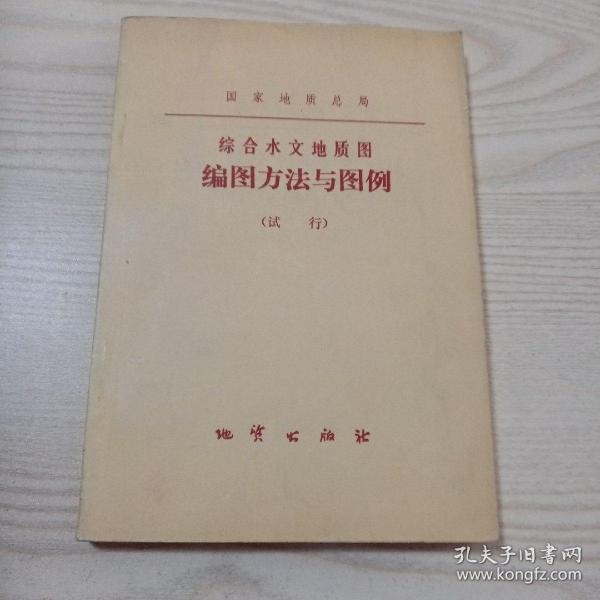 国家地质总局
综合水文地质图
编图方法与图例
（试 行）
地质出版社
孔夫子旧书网
www.kongfz.com